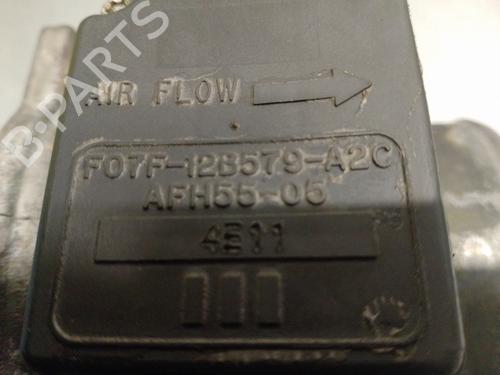 B-PARTS
AIR FLOW
F07F-12B579-A2C
AFH55-05
4E11